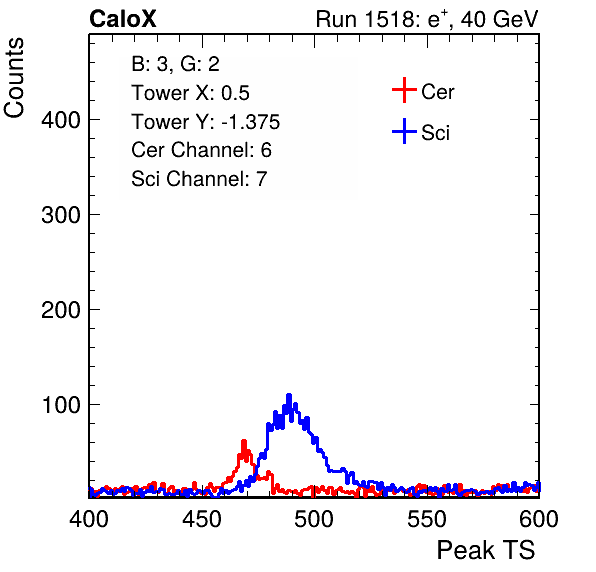 CaloX Run 1518: e⁺, 40 GeV
Counts
B: 3, G: 2
Tower X: 0.5
Tower Y: -1.375
Cer Channel: 6
Sci Channel: 7
Cer
Sci
400
300
200
100
400 450 500 550 600
Peak TS